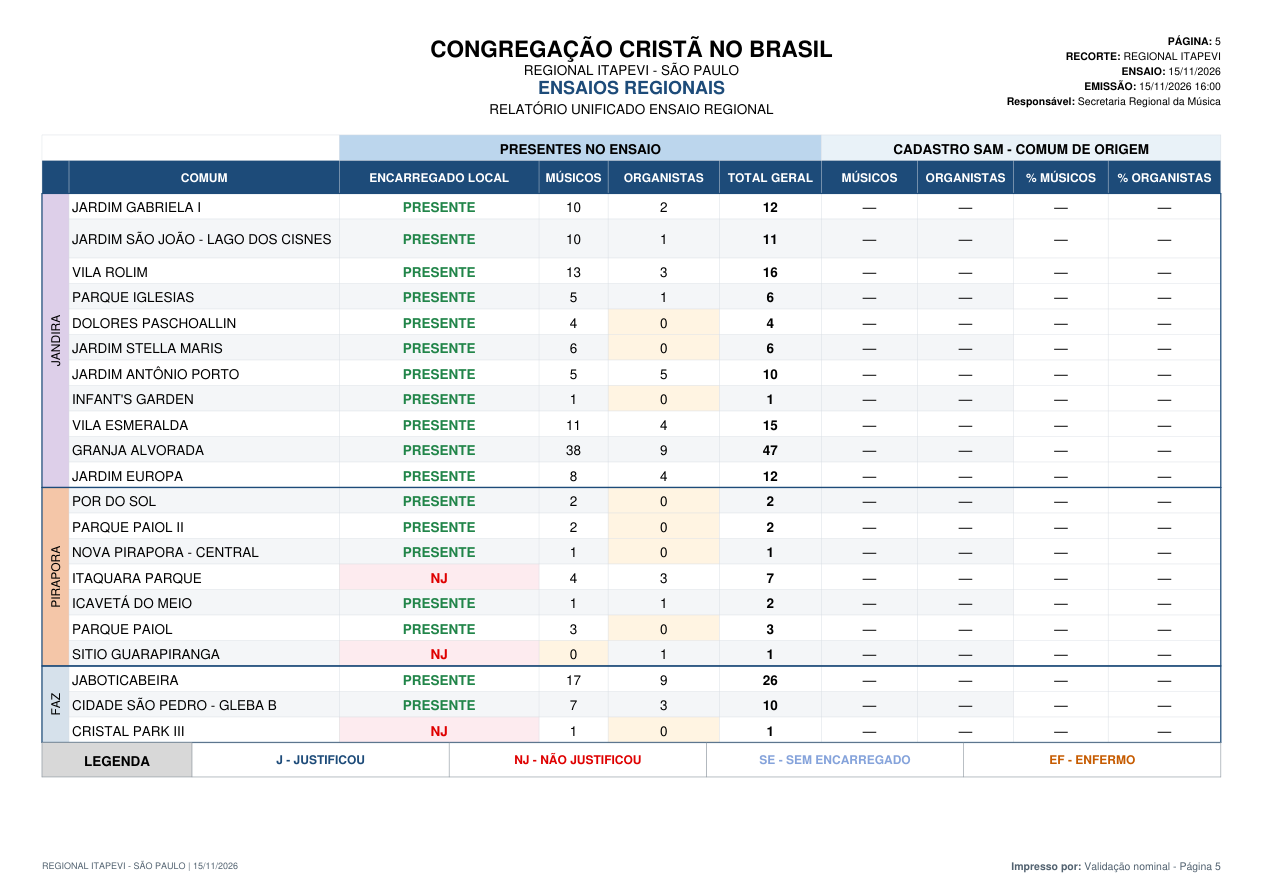 CONGREGAÇÃO CRISTÃ NO BRASIL
REGIONAL ITAPEVI - SÃO PAULO
ENSAIOS REGIONAIS
RELATÓRIO UNIFICADO ENSAIO REGIONAL
PÁGINA: 5
RECORTE: REGIONAL ITAPEVI
ENSAIO: 15/11/2026
EMISSÃO: 15/11/2026 16:00
Responsável: Secretaria Regional da Música
PRESENTES NO ENSAIO CADASTRO SAM - COMUM DE ORIGEM
COMUM ENCARREGADO LOCAL MÚSICOS ORGANISTAS TOTAL GERAL MÚSICOS ORGANISTAS % MÚSICOS % ORGANISTAS
JANDIRA
JARDIM GABRIELA I PRESENTE 10 2 12 — — — —
JARDIM SÃO JOÃO - LAGO DOS CISNES PRESENTE 10 1 11 — — — —
VILA ROLIM PRESENTE 13 3 16 — — — —
PARQUE IGLESIAS PRESENTE 5 1 6 — — — —
DOLORES PASCHOALLIN PRESENTE 4 0 4 — — — —
JARDIM STELLA MARIS PRESENTE 6 0 6 — — — —
JARDIM ANTÔNIO PORTO PRESENTE 5 5 10 — — — —
INFANT'S GARDEN PRESENTE 1 0 1 — — — —
VILA ESMERALDA PRESENTE 11 4 15 — — — —
GRANJA ALVORADA PRESENTE 38 9 47 — — — —
JARDIM EUROPA PRESENTE 8 4 12 — — — —
PIRAPORA
POR DO SOL PRESENTE 2 0 2 — — — —
PARQUE PAIOL II PRESENTE 2 0 2 — — — —
NOVA PIRAPORA - CENTRAL PRESENTE 1 0 1 — — — —
ITAQUARA PARQUE NJ 4 3 7 — — — —
ICAVETÁ DO MEIO PRESENTE 1 1 2 — — — —
PARQUE PAIOL PRESENTE 3 0 3 — — — —
SITIO GUARAPIRANGA NJ 0 1 1 — — — —
FAZ
JABOTICABEIRA PRESENTE 17 9 26 — — — —
CIDADE SÃO PEDRO - GLEBA B PRESENTE 7 3 10 — — — —
CRISTAL PARK III NJ 1 0 1 — — — —
LEGENDA J - JUSTIFICOU NJ - NÃO JUSTIFICOU SE - SEM ENCARREGADO EF - ENFERMO
REGIONAL ITAPEVI - SÃO PAULO | 15/11/2026 Impresso por: Validação nominal - Página 5